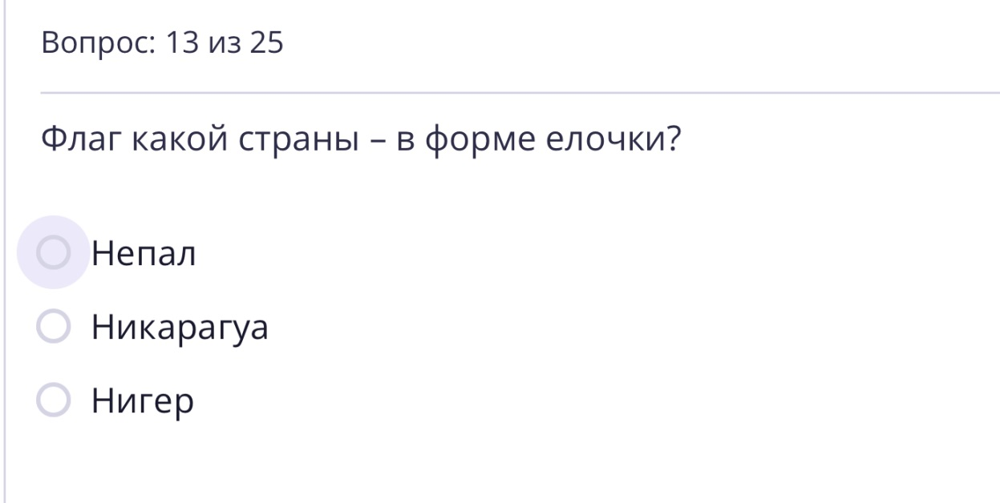 Вопрос: 13 из 25
Флаг какой страны – в форме елочки?
Непал
Никарагуа
Нигер